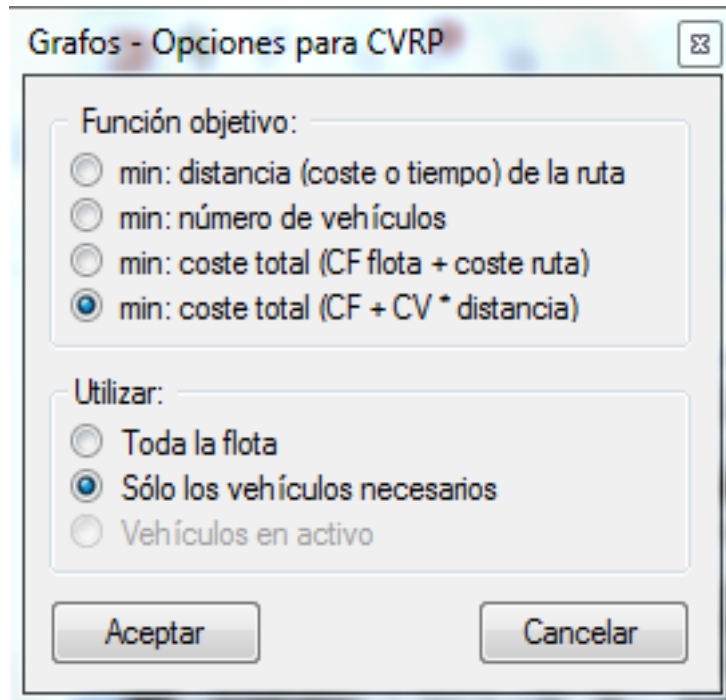 Grafos - Opciones para CVRP
Función objetivo:
min: distancia (coste o tiempo) de la ruta
min: número de vehículos
min: coste total (CF flota + coste ruta)
min: coste total (CF + CV * distancia)
Utilizar:
Toda la flota
Sólo los vehículos necesarios
Vehículos en activo
Aceptar
Cancelar